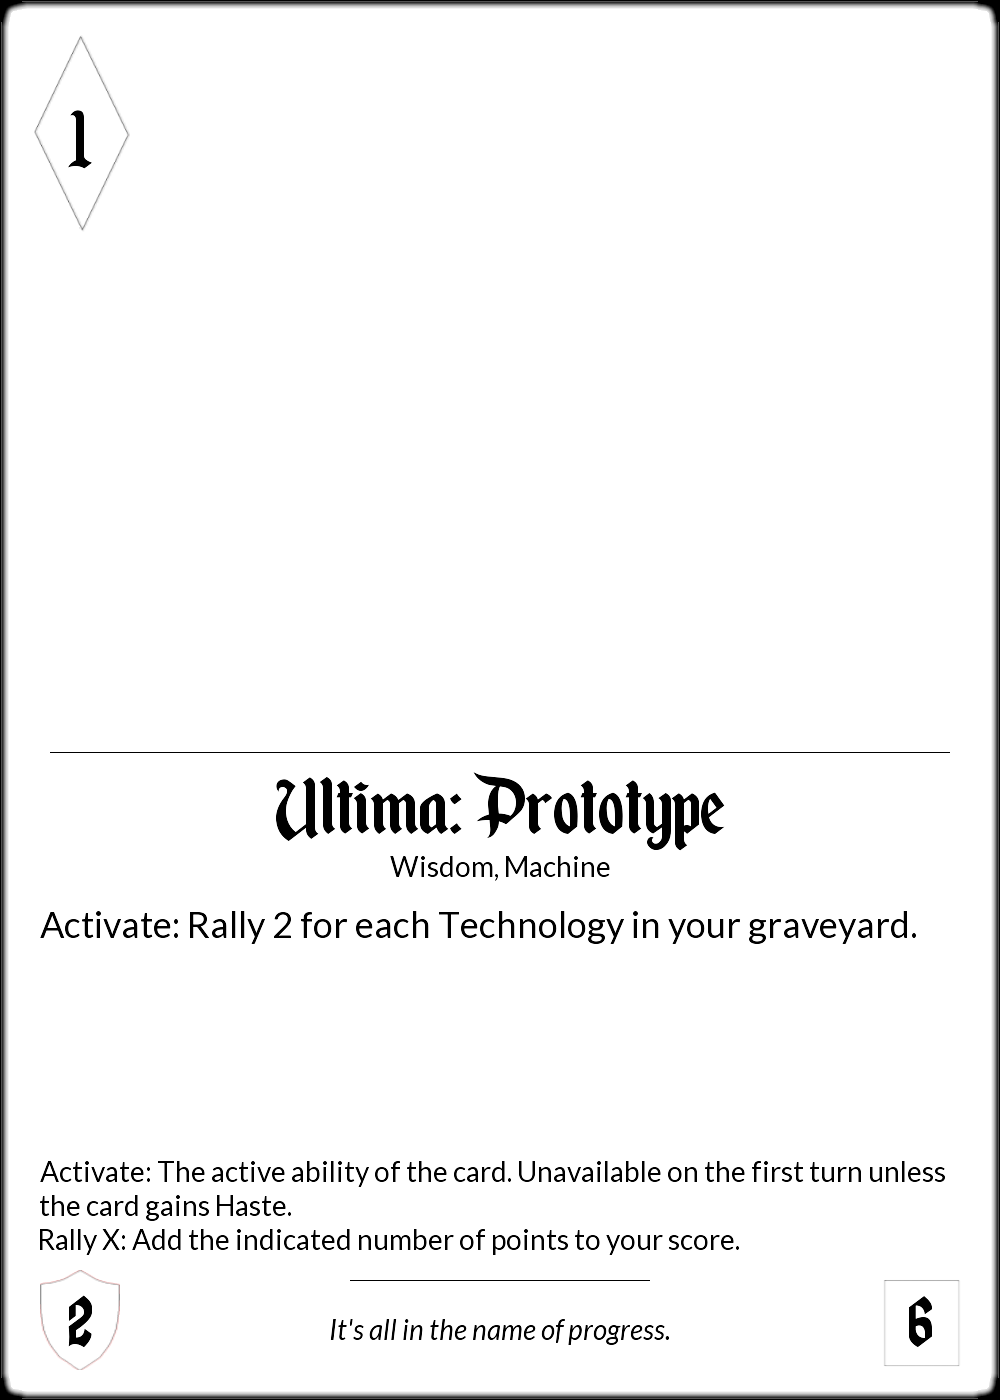 1
Ultima: Prototype
Wisdom, Machine
Activate: Rally 2 for each Technology in your graveyard.
Activate: The active ability of the card. Unavailable on the first turn unless
the card gains Haste.
Rally X: Add the indicated number of points to your score.
2
It's all in the name of progress.
6